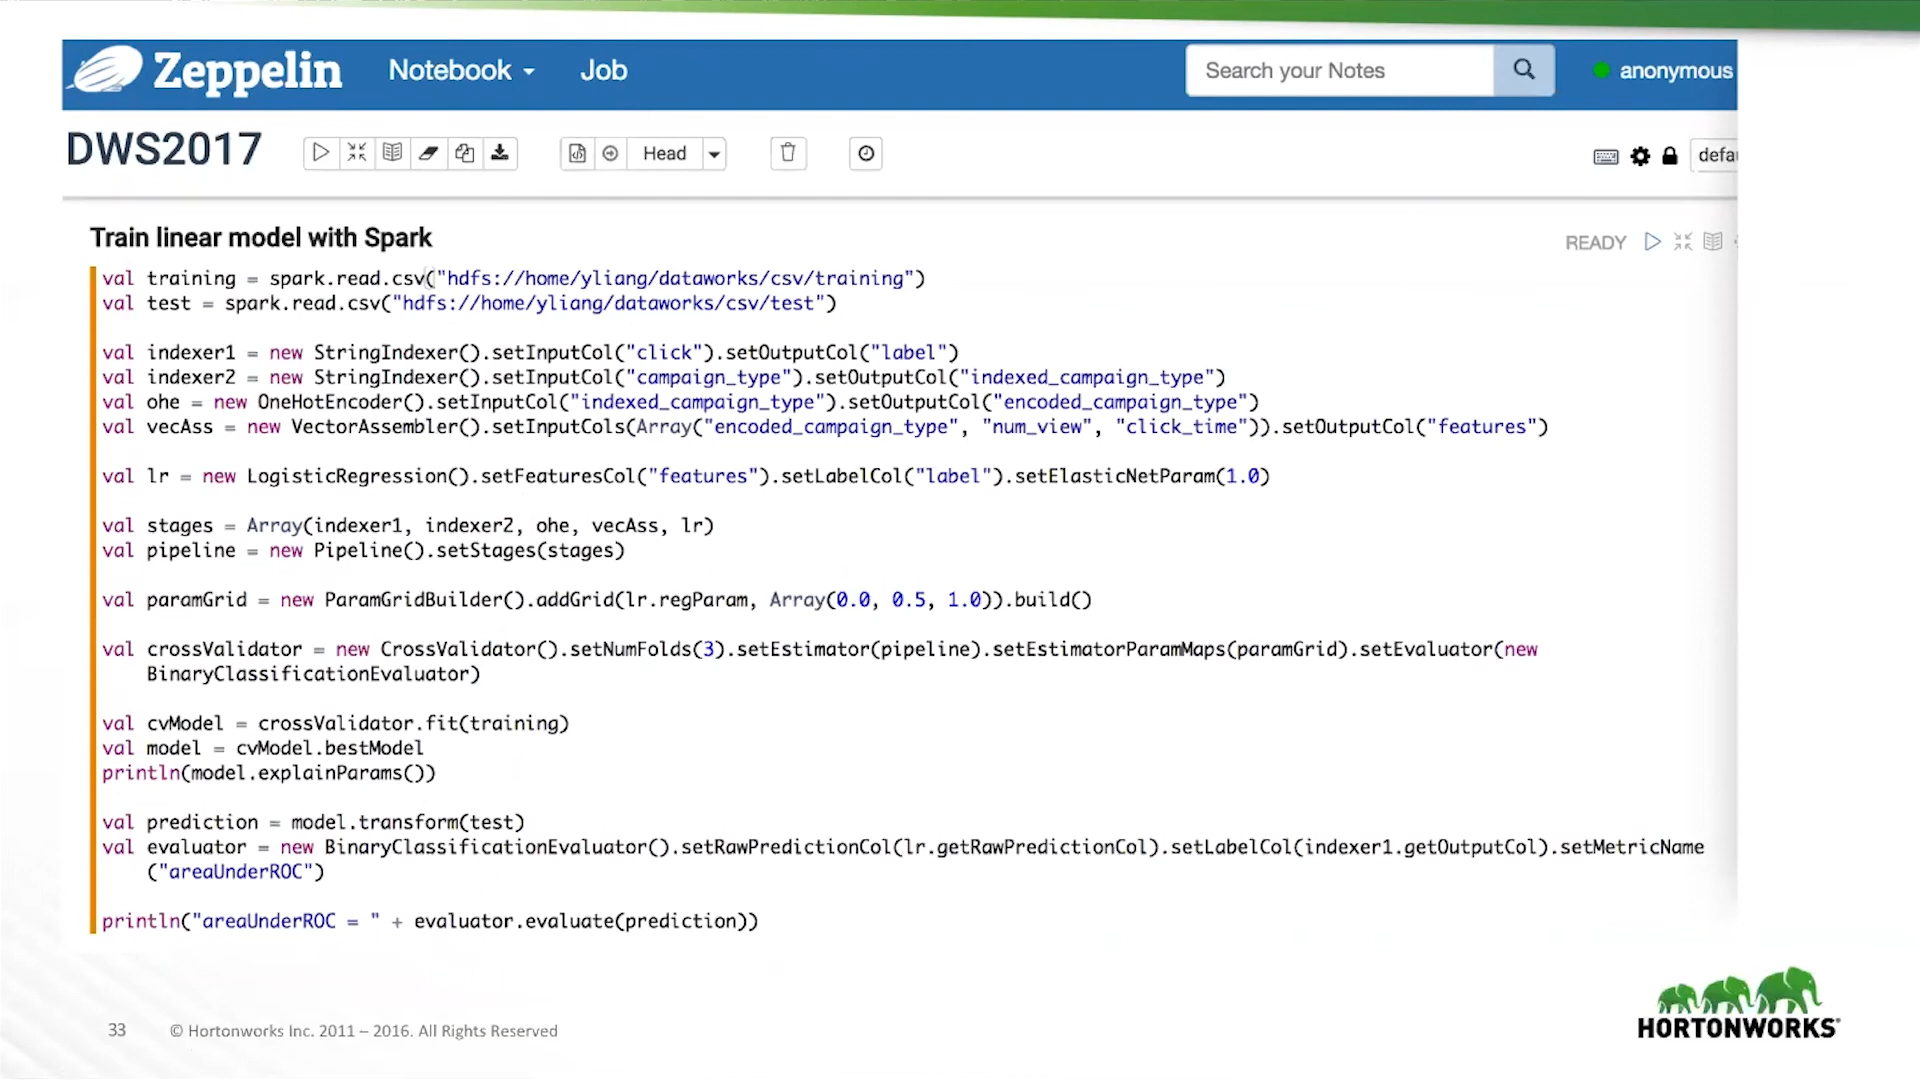 Zeppelin Notebook Job Search your Notes anonymous
DWS2017 Head defau
Train linear model with Spark READY
val training = spark.read.csv("hdfs://home/yliang/dataworks/csv/training")
val test = spark.read.csv("hdfs://home/yliang/dataworks/csv/test")
val indexer1 = new StringIndexer().setInputCol("click").setOutputCol("label")
val indexer2 = new StringIndexer().setInputCol("campaign_type").setOutputCol("indexed_campaign_type")
val ohe = new OneHotEncoder().setInputCol("indexed_campaign_type").setOutputCol("encoded_campaign_type")
val vecAss = new VectorAssembler().setInputCols(Array("encoded_campaign_type", "num_view", "click_time")).setOutputCol("features")
val lr = new LogisticRegression().setFeaturesCol("features").setLabelCol("label").setElasticNetParam(1.0)
val stages = Array(indexer1, indexer2, ohe, vecAss, lr)
val pipeline = new Pipeline().setStages(stages)
val paramGrid = new ParamGridBuilder().addGrid(lr.regParam, Array(0.0, 0.5, 1.0)).build()
val crossValidator = new CrossValidator().setNumFolds(3).setEstimator(pipeline).setEstimatorParamMaps(paramGrid).setEvaluator(new
BinaryClassificationEvaluator)
val cvModel = crossValidator.fit(training)
val model = cvModel.bestModel
println(model.explainParams())
val prediction = model.transform(test)
val evaluator = new BinaryClassificationEvaluator().setRawPredictionCol(lr.getRawPredictionCol).setLabelCol(indexer1.getOutputCol).setMetricName
("areaUnderROC")
println("areaUnderROC = " + evaluator.evaluate(prediction))
33 © Hortonworks Inc. 2011 – 2016. All Rights Reserved
HORTONWORKS